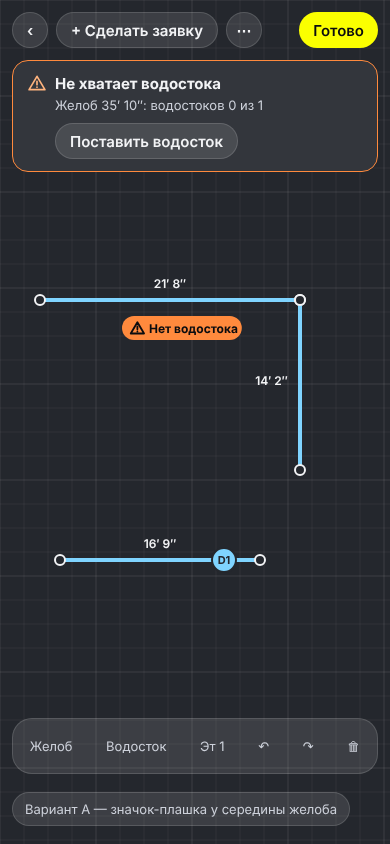 ‹ + Сделать заявку ⋯ Готово
Не хватает водостока
Желоб 35′ 10″: водостоков 0 из 1
Поставить водосток
21′ 8″
Нет водостока
14′ 2″
16′ 9″
D1
Желоб Водосток Эт 1 ↶ ↷
Вариант A — значок-плашка у середины желоба